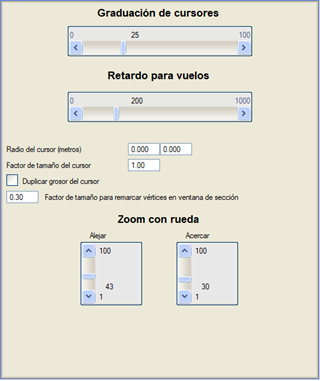 Graduación de cursores
0 25 100
Retardo para vuelos
0 200 1000
Radio del cursor (metros) 0.000 0.000
Factor de tamaño del cursor 1.00
Duplicar grosor del cursor
0.30 Factor de tamaño para remarcar vértices en ventana de sección
Zoom con rueda
Alejar Acercar
100 100
43 30
1 1